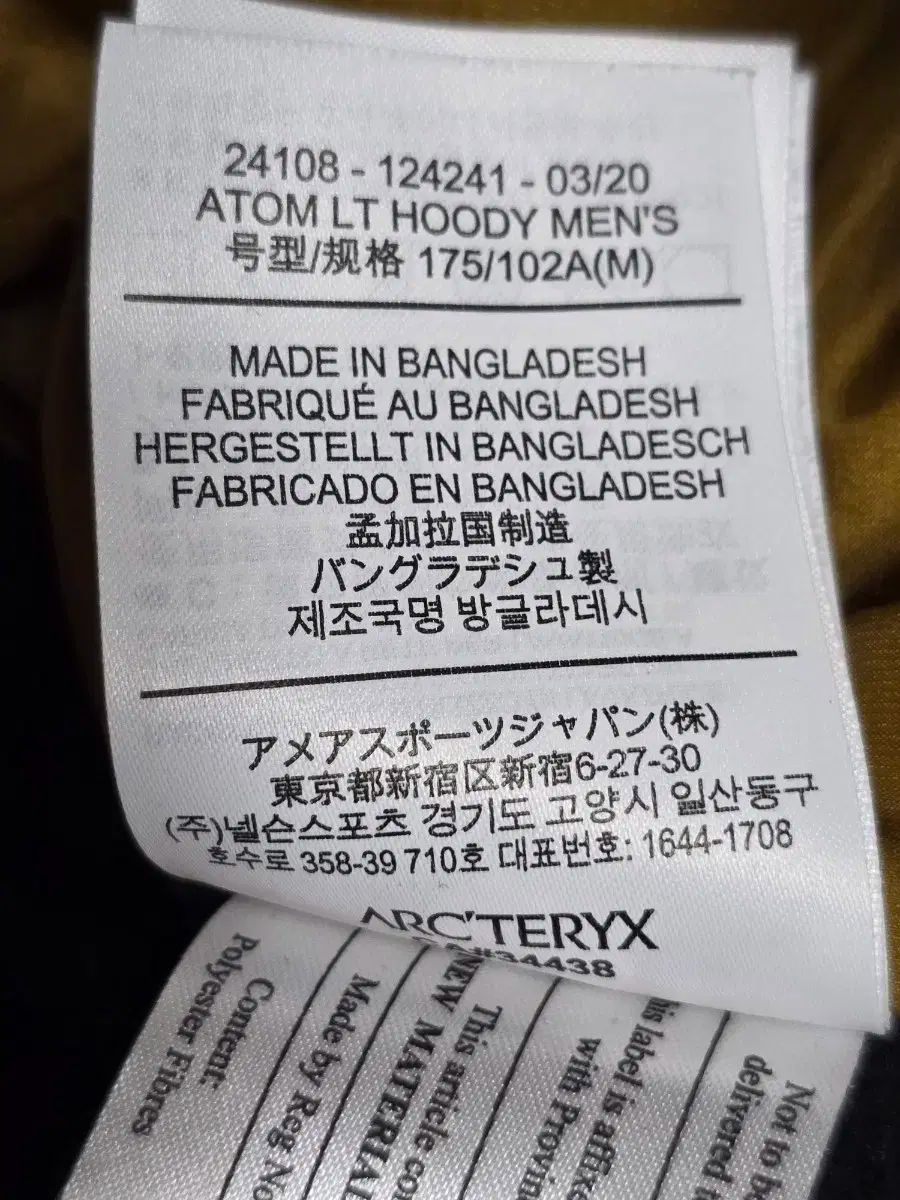 24108 - 124241 - 03/20
ATOM LT HOODY MEN'S
号型/规格 175/102A(M)
MADE IN BANGLADESH
FABRIQUÉ AU BANGLADESH
HERGESTELLT IN BANGLADESCH
FABRICADO EN BANGLADESH
孟加拉国制造
バングラデシュ製
제조국명 방글라데시
アメアスポーツジャパン(株)
東京都新宿区新宿6-27-30
(주)넬슨스포츠 경기도 고양시 일산동구
호수로 358-39 710호 대표번호: 1644-1708
ARC'TERYX
#34438
Not to b
delivered
this label is affixe
with Provin
This article co
NEW MATERIAL
Made by Reg No
Content:
Polyester Fibres